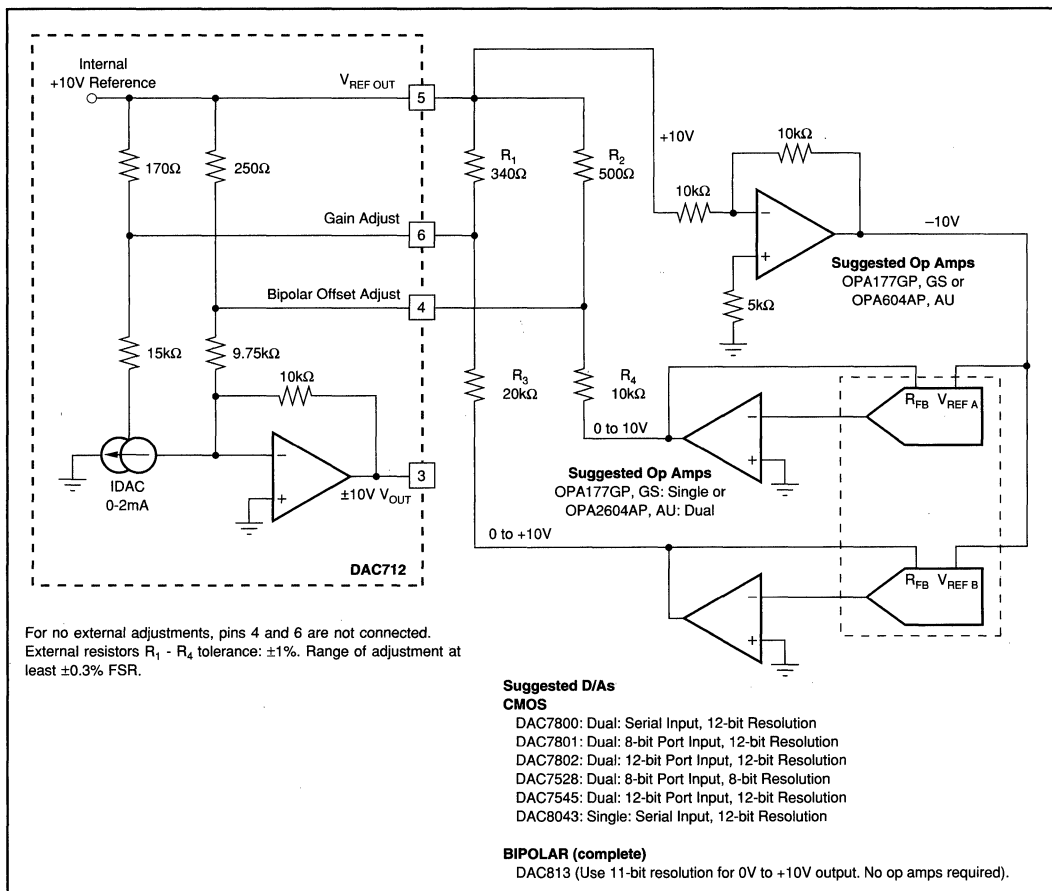 Internal
+10V Reference
V REF OUT
5
170Ω
250Ω
R1
340Ω
R2
500Ω
+10V
10kΩ
10kΩ
−
+
−10V
Gain Adjust
6
Suggested Op Amps
OPA177GP, GS or
OPA604AP, AU
5kΩ
Bipolar Offset Adjust
4
15kΩ
9.75kΩ
10kΩ
R3
20kΩ
R4
10kΩ
RFB VREF A
0 to 10V
−
+
−
+
IDAC
0-2mA
±10V VOUT
3
Suggested Op Amps
OPA177GP, GS: Single or
OPA2604AP, AU: Dual
0 to +10V
DAC712
RFB VREF B
−
+
For no external adjustments, pins 4 and 6 are not connected.
External resistors R1 - R4 tolerance: ±1%. Range of adjustment at
least ±0.3% FSR.
Suggested D/As
CMOS
DAC7800: Dual: Serial Input, 12-bit Resolution
DAC7801: Dual: 8-bit Port Input, 12-bit Resolution
DAC7802: Dual: 12-bit Port Input, 12-bit Resolution
DAC7528: Dual: 8-bit Port Input, 8-bit Resolution
DAC7545: Dual: 12-bit Port Input, 12-bit Resolution
DAC8043: Single: Serial Input, 12-bit Resolution
BIPOLAR (complete)
DAC813 (Use 11-bit resolution for 0V to +10V output. No op amps required).